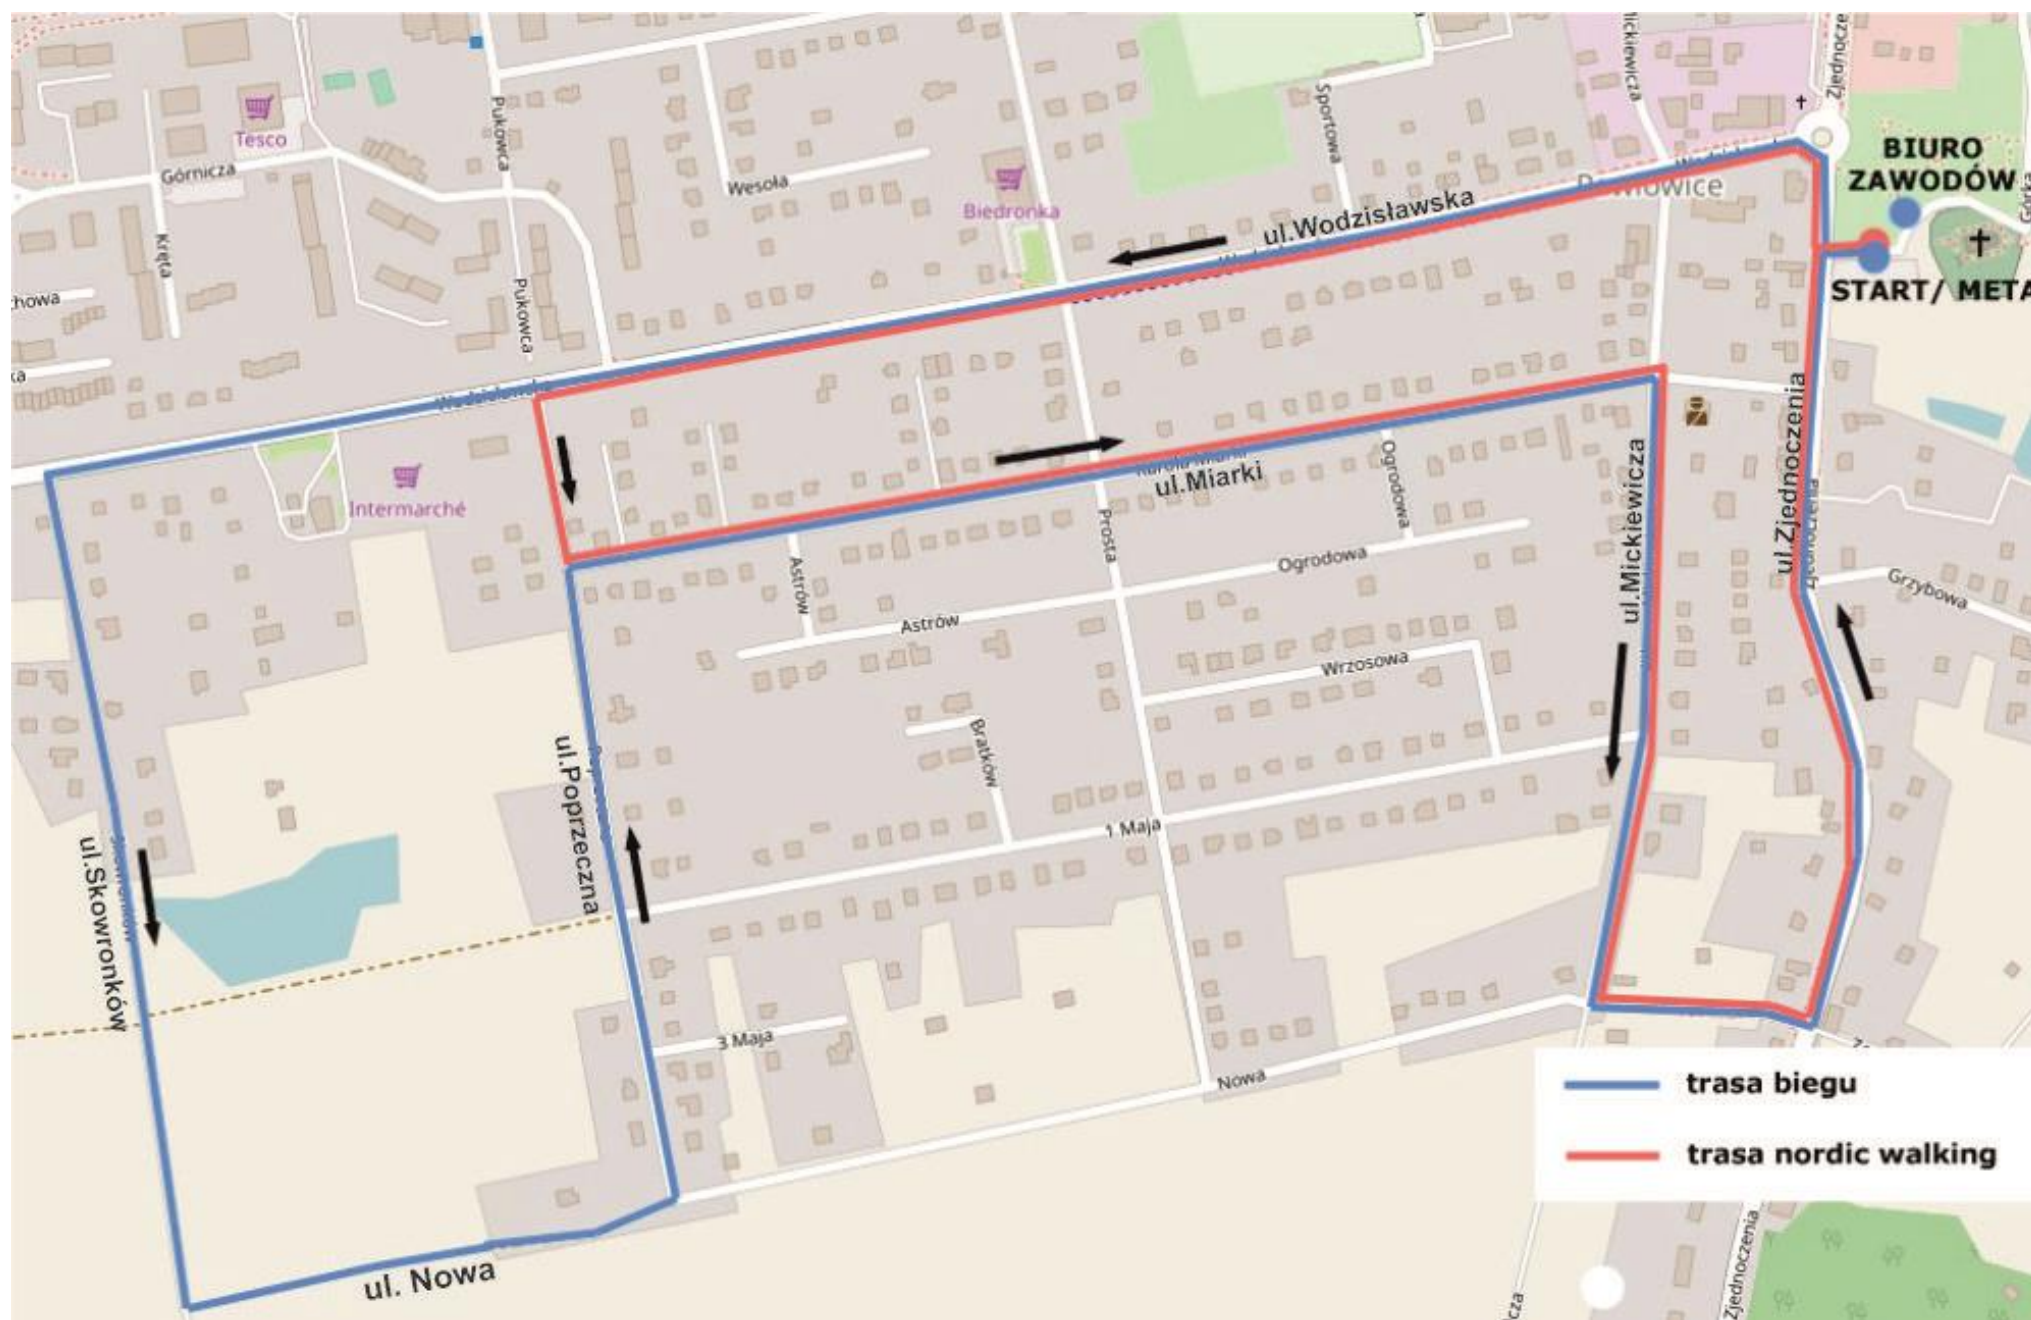 Tesco
Górnicza
Kręta
Pukowca
Pukowca
Wesoła
Biedronka
Sportowa
Zjednocze
BIURO
ZAWODÓW
START/ META
ul.Wodzisławska
Intermarché
ul.Miarki
Prosta
Ogrodowa
Ogrodowa
Astrów
Astrów
Wrzosowa
Bratków
1 Maja
3 Maja
Nowa
ul.Mickiewicza
ul.Zjednoczenia
Grzybowa
ul.Poprzeczna
ul.Skowronków
ul. Nowa
trasa biegu
trasa nordic walking
Zjednoczenia